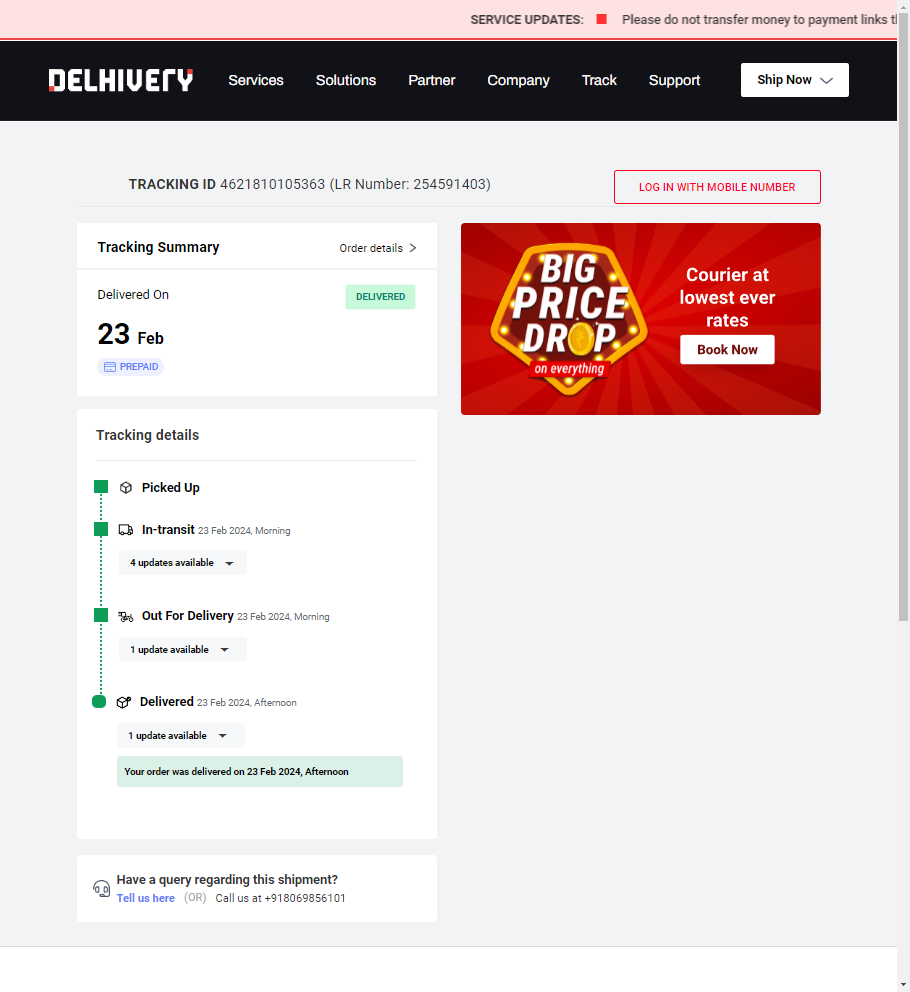 SERVICE UPDATES: Please do not transfer money to payment links
DELHIVERY
Services Solutions Partner Company Track Support Ship Now
TRACKING ID 4621810105363 (LR Number: 254591403)
LOG IN WITH MOBILE NUMBER
Tracking Summary Order details
Delivered On DELIVERED
23 Feb
PREPAID
BIG
PRICE
DROP
on everything
Courier at
lowest ever
rates
Book Now
Tracking details
Picked Up
In-transit 23 Feb 2024, Morning
4 updates available
Out For Delivery 23 Feb 2024, Morning
1 update available
Delivered 23 Feb 2024, Afternoon
1 update available
Your order was delivered on 23 Feb 2024, Afternoon
Have a query regarding this shipment?
Tell us here (OR) Call us at +918069856101